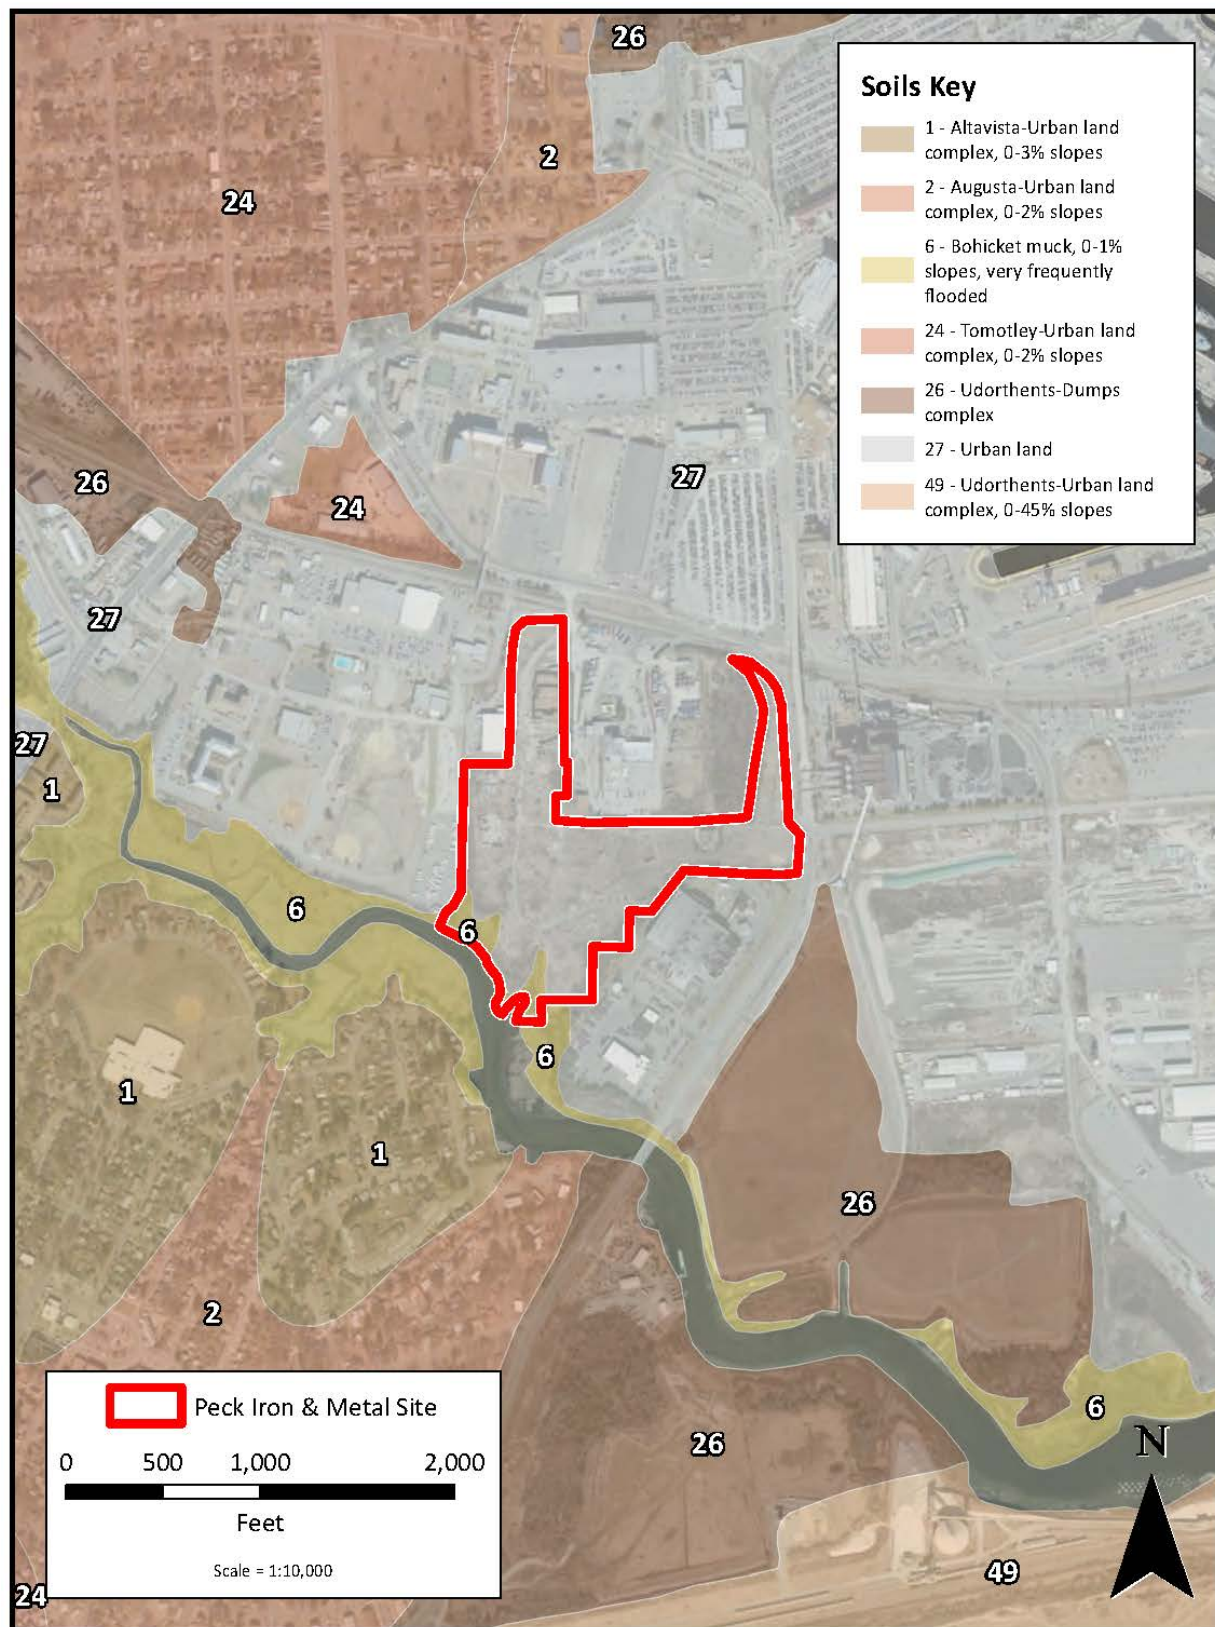 26
Soils Key
1 - Altavista-Urban land
complex, 0-3% slopes
2 - Augusta-Urban land
complex, 0-2% slopes
6 - Bohicket muck, 0-1%
slopes, very frequently
flooded
24 - Tomotley-Urban land
complex, 0-2% slopes
26 - Udorthents-Dumps
complex
27 - Urban land
49 - Udorthents-Urban land
complex, 0-45% slopes
2
24
26
27
24
27
27
1
6
6
6
1
1
26
2
6
26
49
24
Peck Iron & Metal Site
0 500 1,000 2,000
Feet
Scale = 1:10,000
N